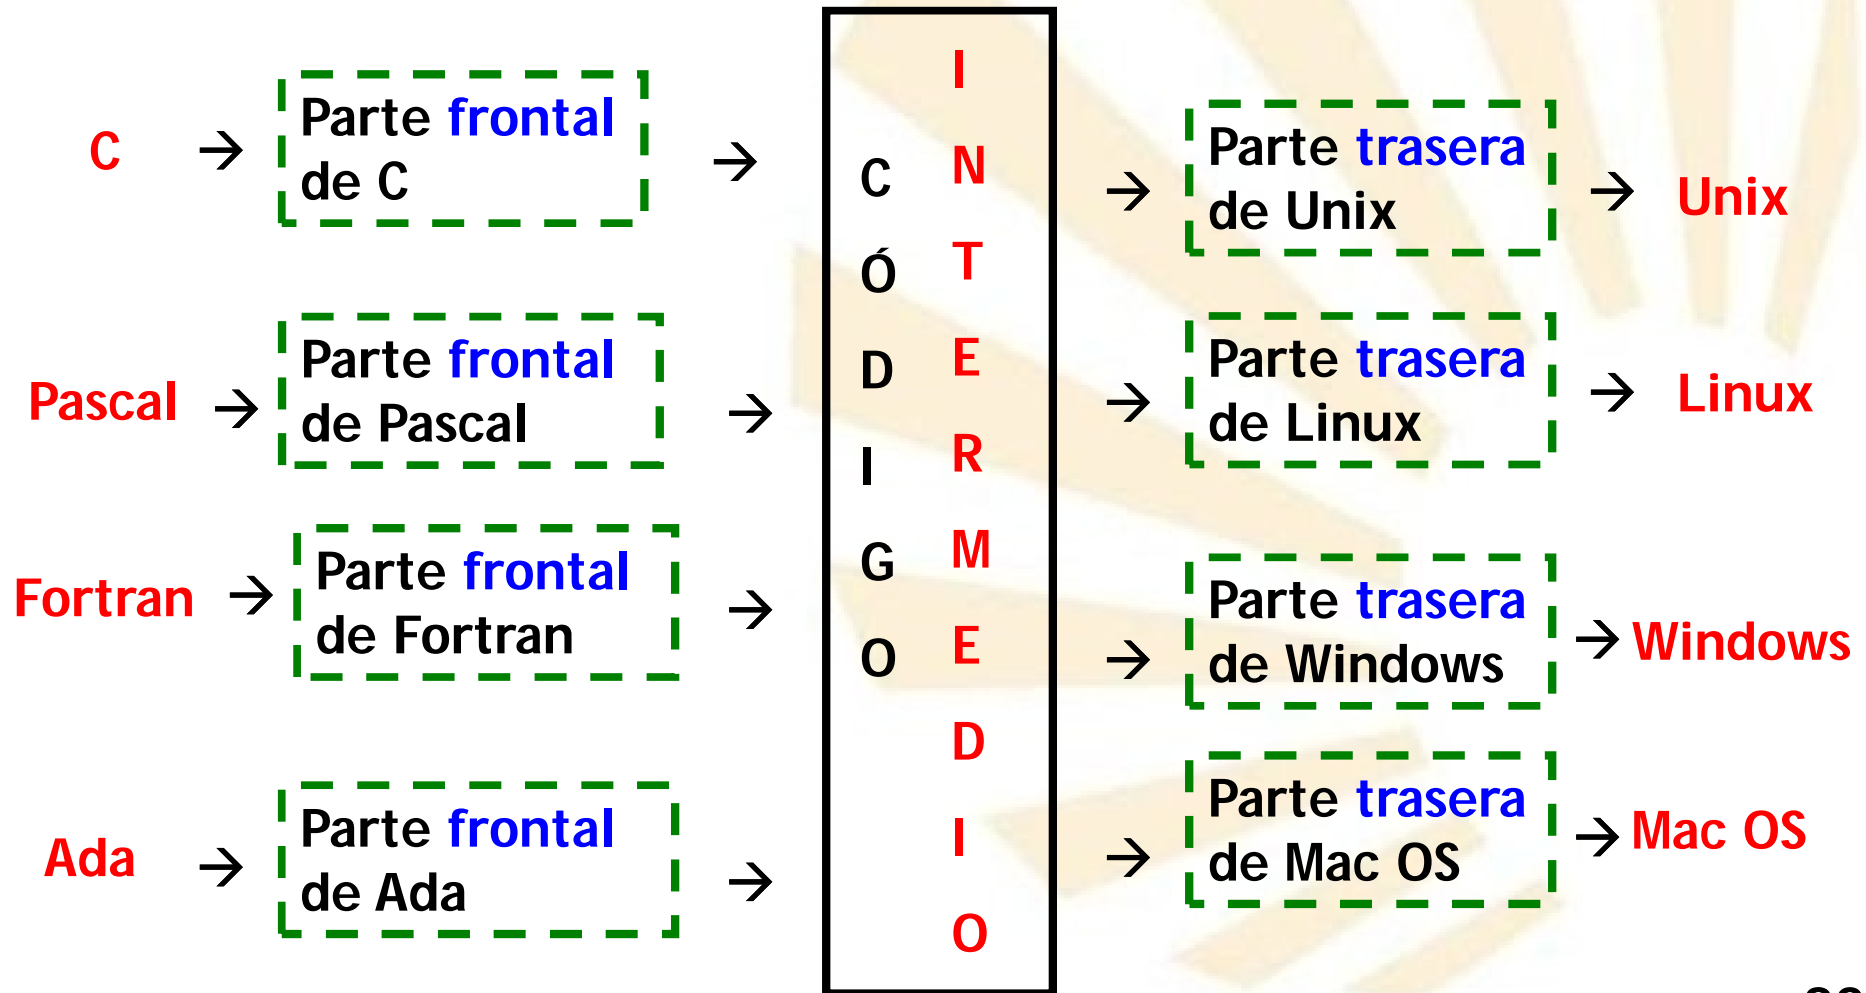 C
→
Parte frontal
de C
→
Pascal
→
Parte frontal
de Pascal
→
Fortran
→
Parte frontal
de Fortran
→
Ada
→
Parte frontal
de Ada
→
CÓDIGO
INTERMEDIO
→
Parte trasera
de Unix
→
Unix
→
Parte trasera
de Linux
→
Linux
→
Parte trasera
de Windows
→
Windows
→
Parte trasera
de Mac OS
→
Mac OS